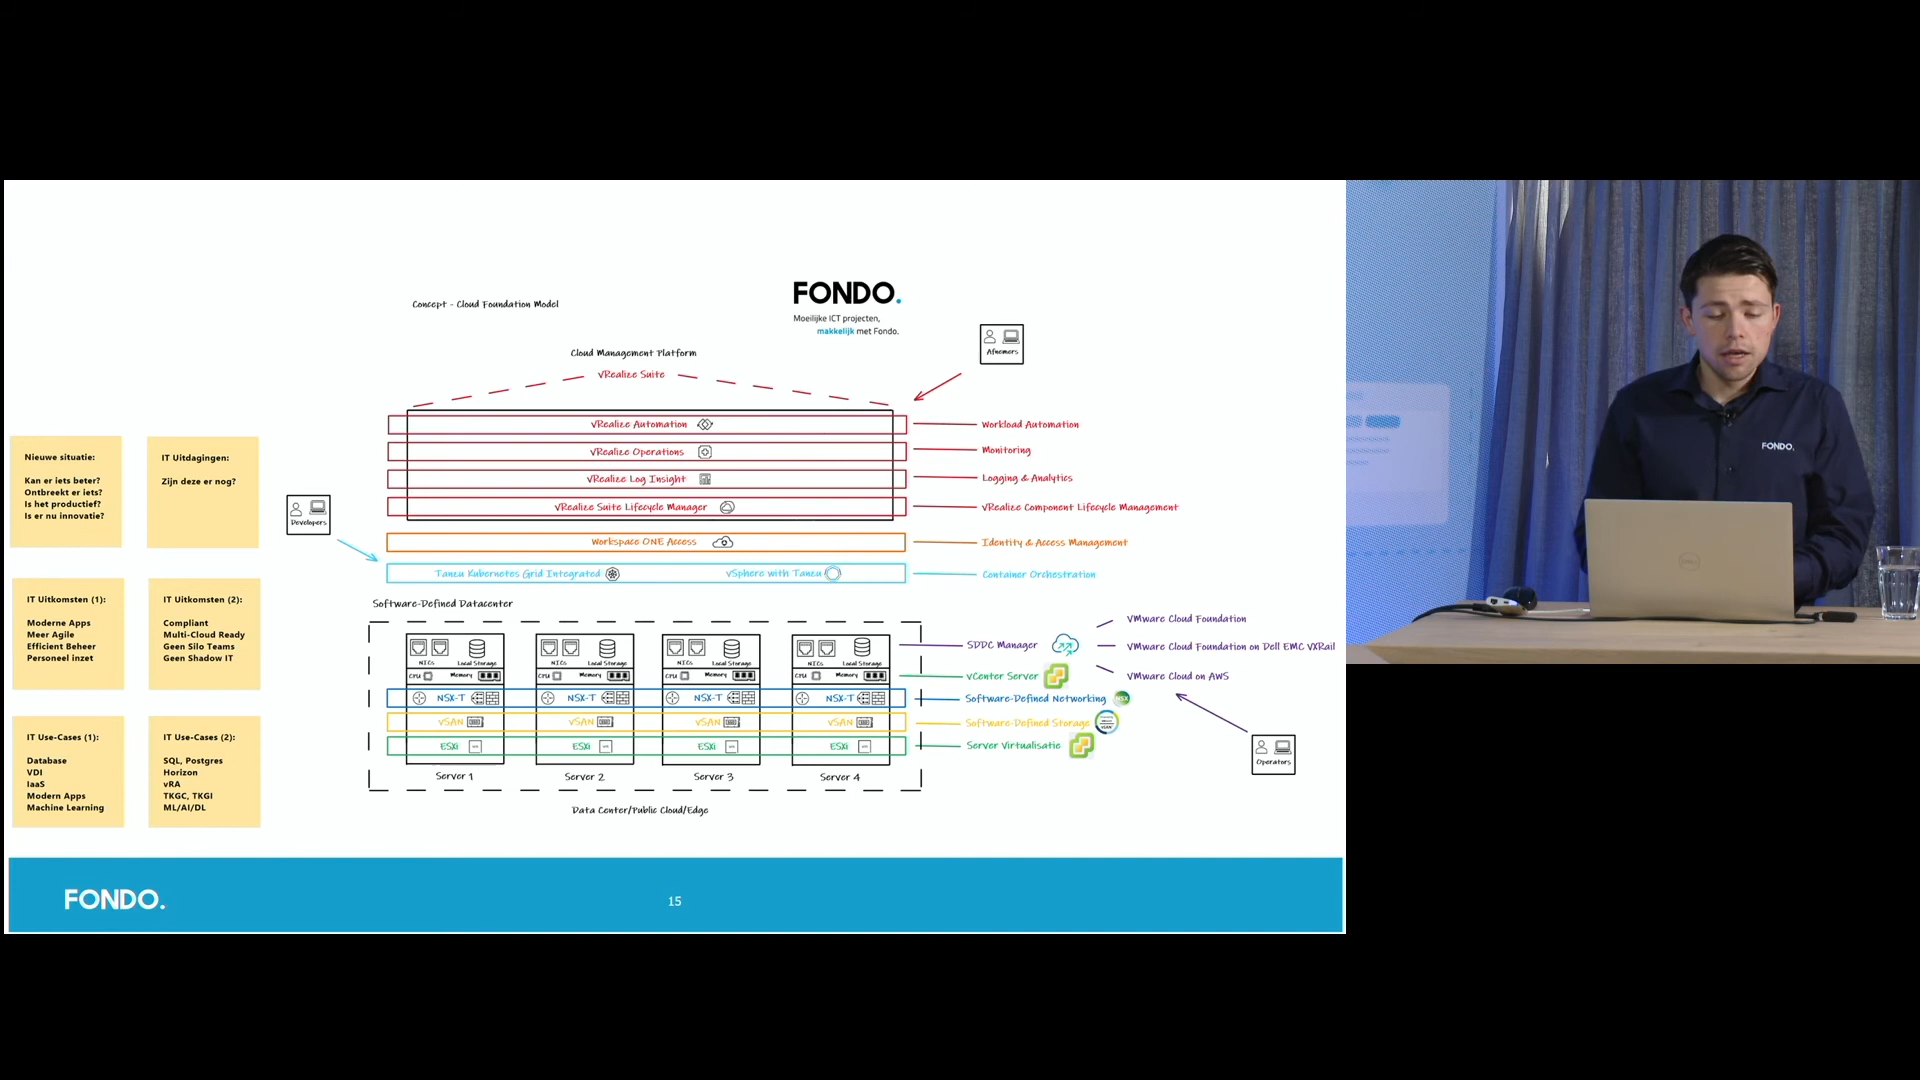 Concept - Cloud Foundation Model
FONDO.
Moeilijke ICT projecten,
makkelijk met Fondo.
Afnemers
Cloud Management Platform
vRealize Suite
vRealize Automation
Workload Automation
vRealize Operations
Monitoring
vRealize Log Insight
Logging & Analytics
vRealize Suite Lifecycle Manager
vRealize Component Lifecycle Management
Workspace ONE Access
Identity & Access Management
Tanzu Kubernetes Grid Integrated
vSphere with Tanzu
Container Orchestration
Developers
Nieuwe situatie:
Kan er iets beter?
Ontbreekt er iets?
Is het productief?
Is er nu innovatie?
IT Uitdagingen:
Zijn deze er nog?
IT Uitkomsten (1):
Moderne Apps
Meer Agile
Efficient Beheer
Personeel inzet
IT Uitkomsten (2):
Compliant
Multi-Cloud Ready
Geen Silo Teams
Geen Shadow IT
IT Use-Cases (1):
Database
VDI
IaaS
Modern Apps
Machine Learning
IT Use-Cases (2):
SQL, Postgres
Horizon
vRA
TKGC, TKGI
ML/AI/DL
Software-Defined Datacenter
NICs Local Storage
NICs Local Storage
NICs Local Storage
NICs Local Storage
CPU Memory
CPU Memory
CPU Memory
CPU Memory
NSX-T
NSX-T
NSX-T
NSX-T
vSAN
vSAN
vSAN
vSAN
ESXi
ESXi
ESXi
ESXi
Server 1
Server 2
Server 3
Server 4
Data Center/Public Cloud/Edge
SDDC Manager
vCenter Server
Software-Defined Networking
NSX
Software-Defined Storage
Server Virtualisatie
VMware Cloud Foundation
VMware Cloud Foundation on Dell EMC VXRail
VMware Cloud on AWS
Operators
FONDO.
15
FONDO.
DELL